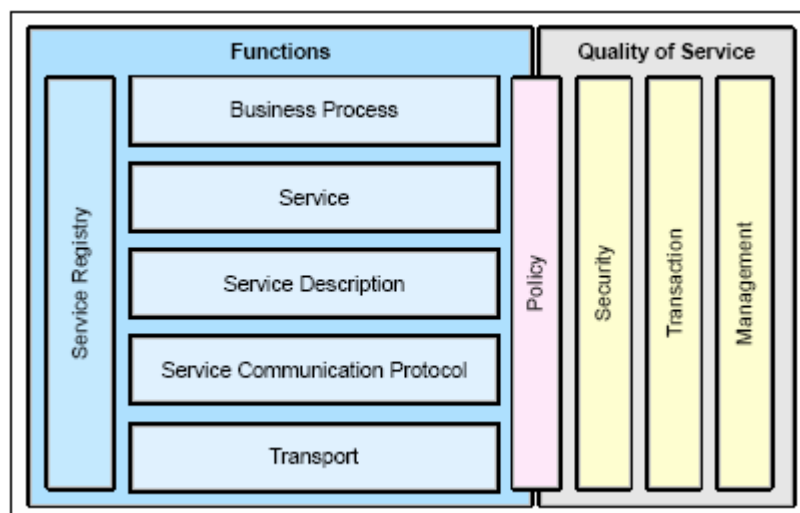 Functions
Quality of Service
Service Registry
Business Process
Service
Service Description
Service Communication Protocol
Transport
Policy
Security
Transaction
Management